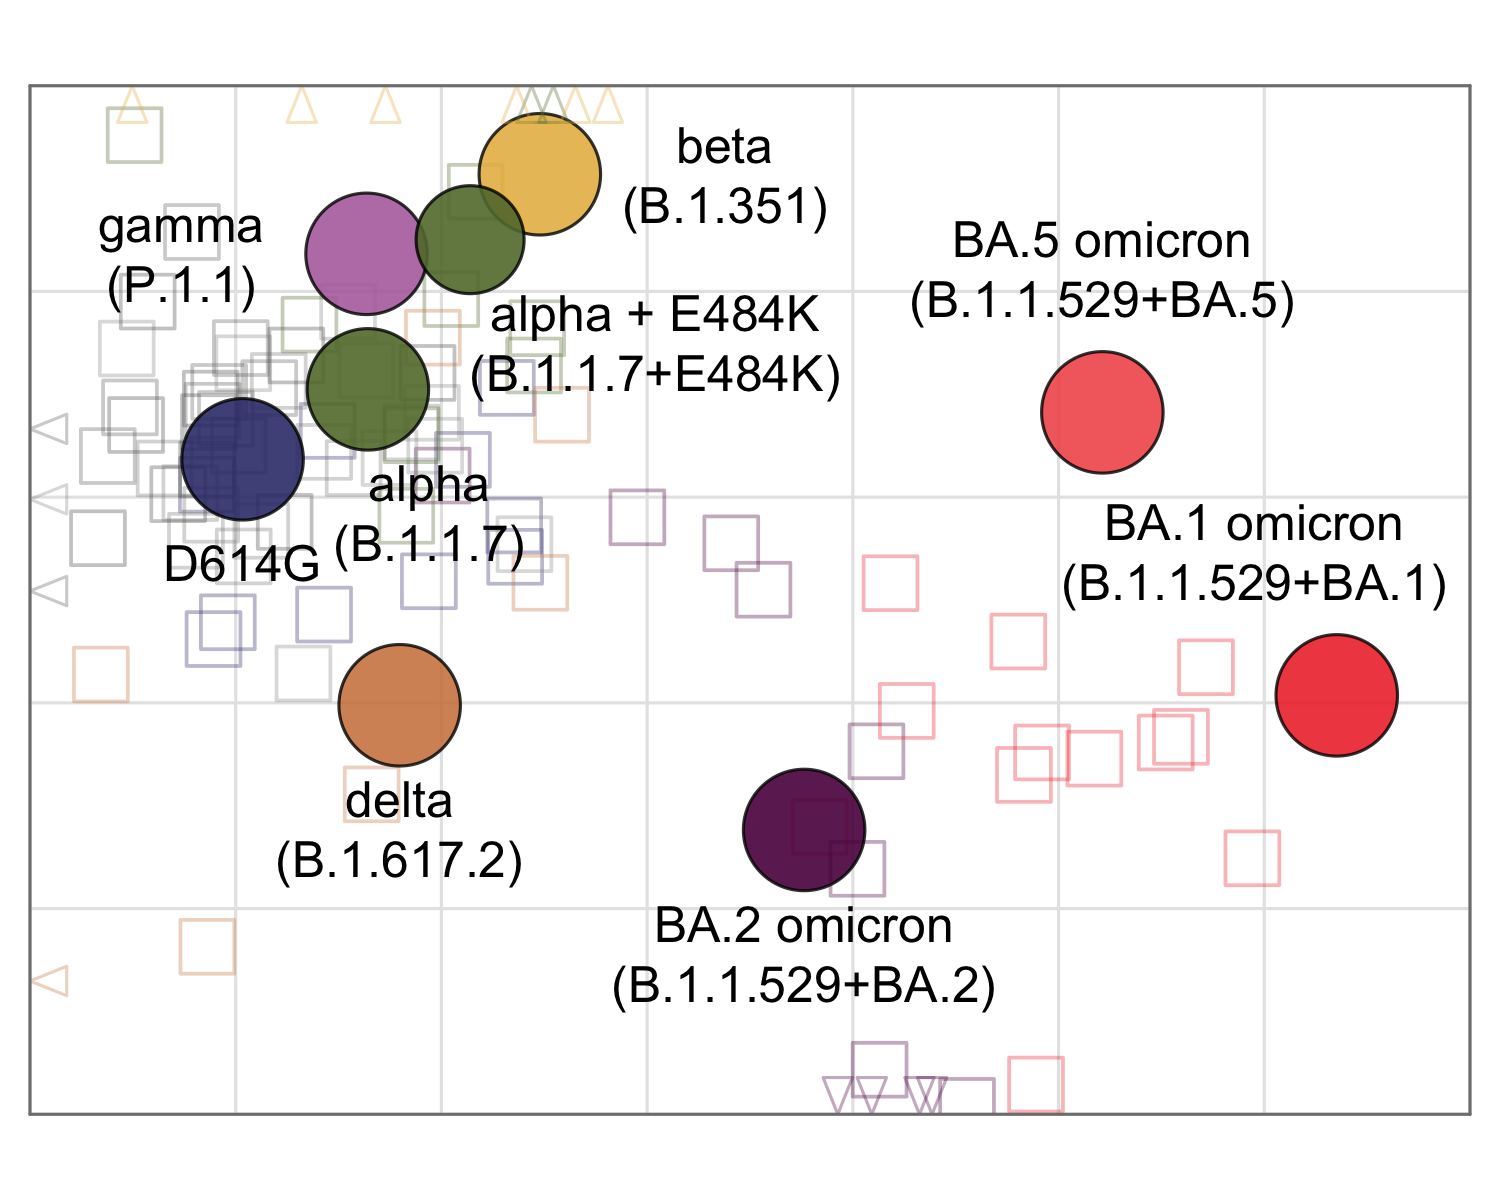 beta
(B.1.351)
gamma
(P.1.1)
BA.5 omicron
(B.1.1.529+BA.5)
alpha + E484K
(B.1.1.7+E484K)
alpha
(B.1.1.7)
D614G
BA.1 omicron
(B.1.1.529+BA.1)
delta
(B.1.617.2)
BA.2 omicron
(B.1.1.529+BA.2)